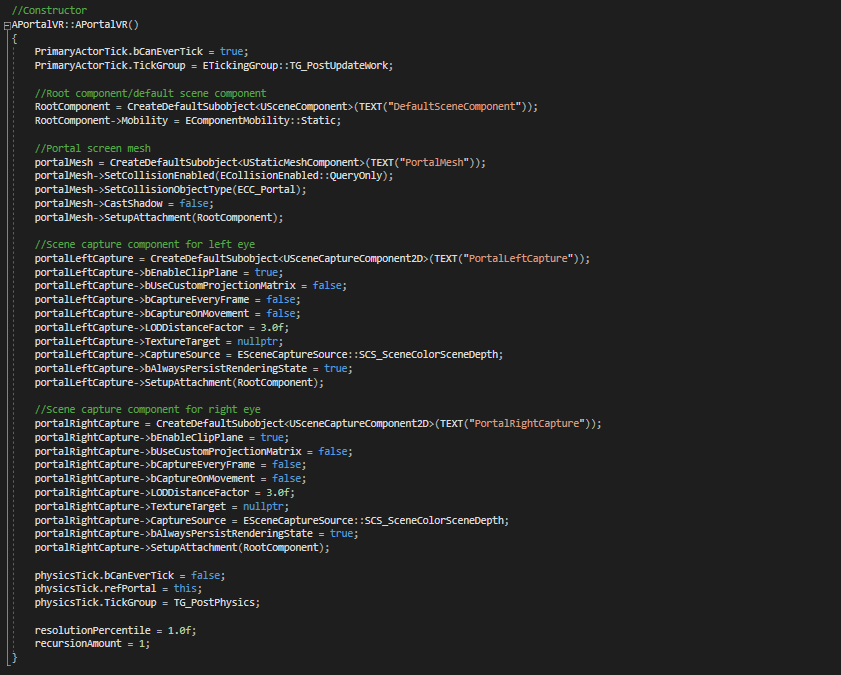 //Constructor
APortalVR::APortalVR()
{
PrimaryActorTick.bCanEverTick = true;
PrimaryActorTick.TickGroup = ETickingGroup::TG_PostUpdateWork;
//Root component/default scene component
RootComponent = CreateDefaultSubobject<USceneComponent>(TEXT("DefaultSceneComponent"));
RootComponent->Mobility = EComponentMobility::Static;
//Portal screen mesh
portalMesh = CreateDefaultSubobject<UStaticMeshComponent>(TEXT("PortalMesh"));
portalMesh->SetCollisionEnabled(ECollisionEnabled::QueryOnly);
portalMesh->SetCollisionObjectType(ECC_Portal);
portalMesh->CastShadow = false;
portalMesh->SetupAttachment(RootComponent);
//Scene capture component for left eye
portalLeftCapture = CreateDefaultSubobject<USceneCaptureComponent2D>(TEXT("PortalLeftCapture"));
portalLeftCapture->bEnableClipPlane = true;
portalLeftCapture->bUseCustomProjectionMatrix = false;
portalLeftCapture->bCaptureEveryFrame = false;
portalLeftCapture->bCaptureOnMovement = false;
portalLeftCapture->LODDistanceFactor = 3.0f;
portalLeftCapture->TextureTarget = nullptr;
portalLeftCapture->CaptureSource = ESceneCaptureSource::SCS_SceneColorSceneDepth;
portalLeftCapture->bAlwaysPersistRenderingState = true;
portalLeftCapture->SetupAttachment(RootComponent);
//Scene capture component for right eye
portalRightCapture = CreateDefaultSubobject<USceneCaptureComponent2D>(TEXT("PortalRightCapture"));
portalRightCapture->bEnableClipPlane = true;
portalRightCapture->bUseCustomProjectionMatrix = false;
portalRightCapture->bCaptureEveryFrame = false;
portalRightCapture->bCaptureOnMovement = false;
portalRightCapture->LODDistanceFactor = 3.0f;
portalRightCapture->TextureTarget = nullptr;
portalRightCapture->CaptureSource = ESceneCaptureSource::SCS_SceneColorSceneDepth;
portalRightCapture->bAlwaysPersistRenderingState = true;
portalRightCapture->SetupAttachment(RootComponent);
physicsTick.bCanEverTick = false;
physicsTick.refPortal = this;
physicsTick.TickGroup = TG_PostPhysics;
resolutionPercentile = 1.0f;
recursionAmount = 1;
}